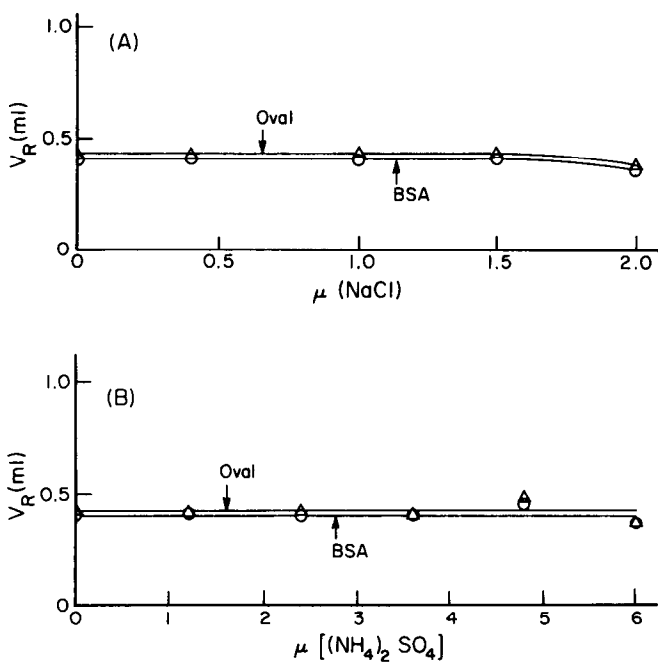 (A)
1.0
Oval
0.5
V_R (ml)
BSA
0
0 0.5 1.0 1.5 2.0
μ (NaCl)
(B)
1.0
Oval
0.5
V_R (ml)
BSA
0
0 1 2 3 4 5 6
μ [(NH₄)₂ SO₄]